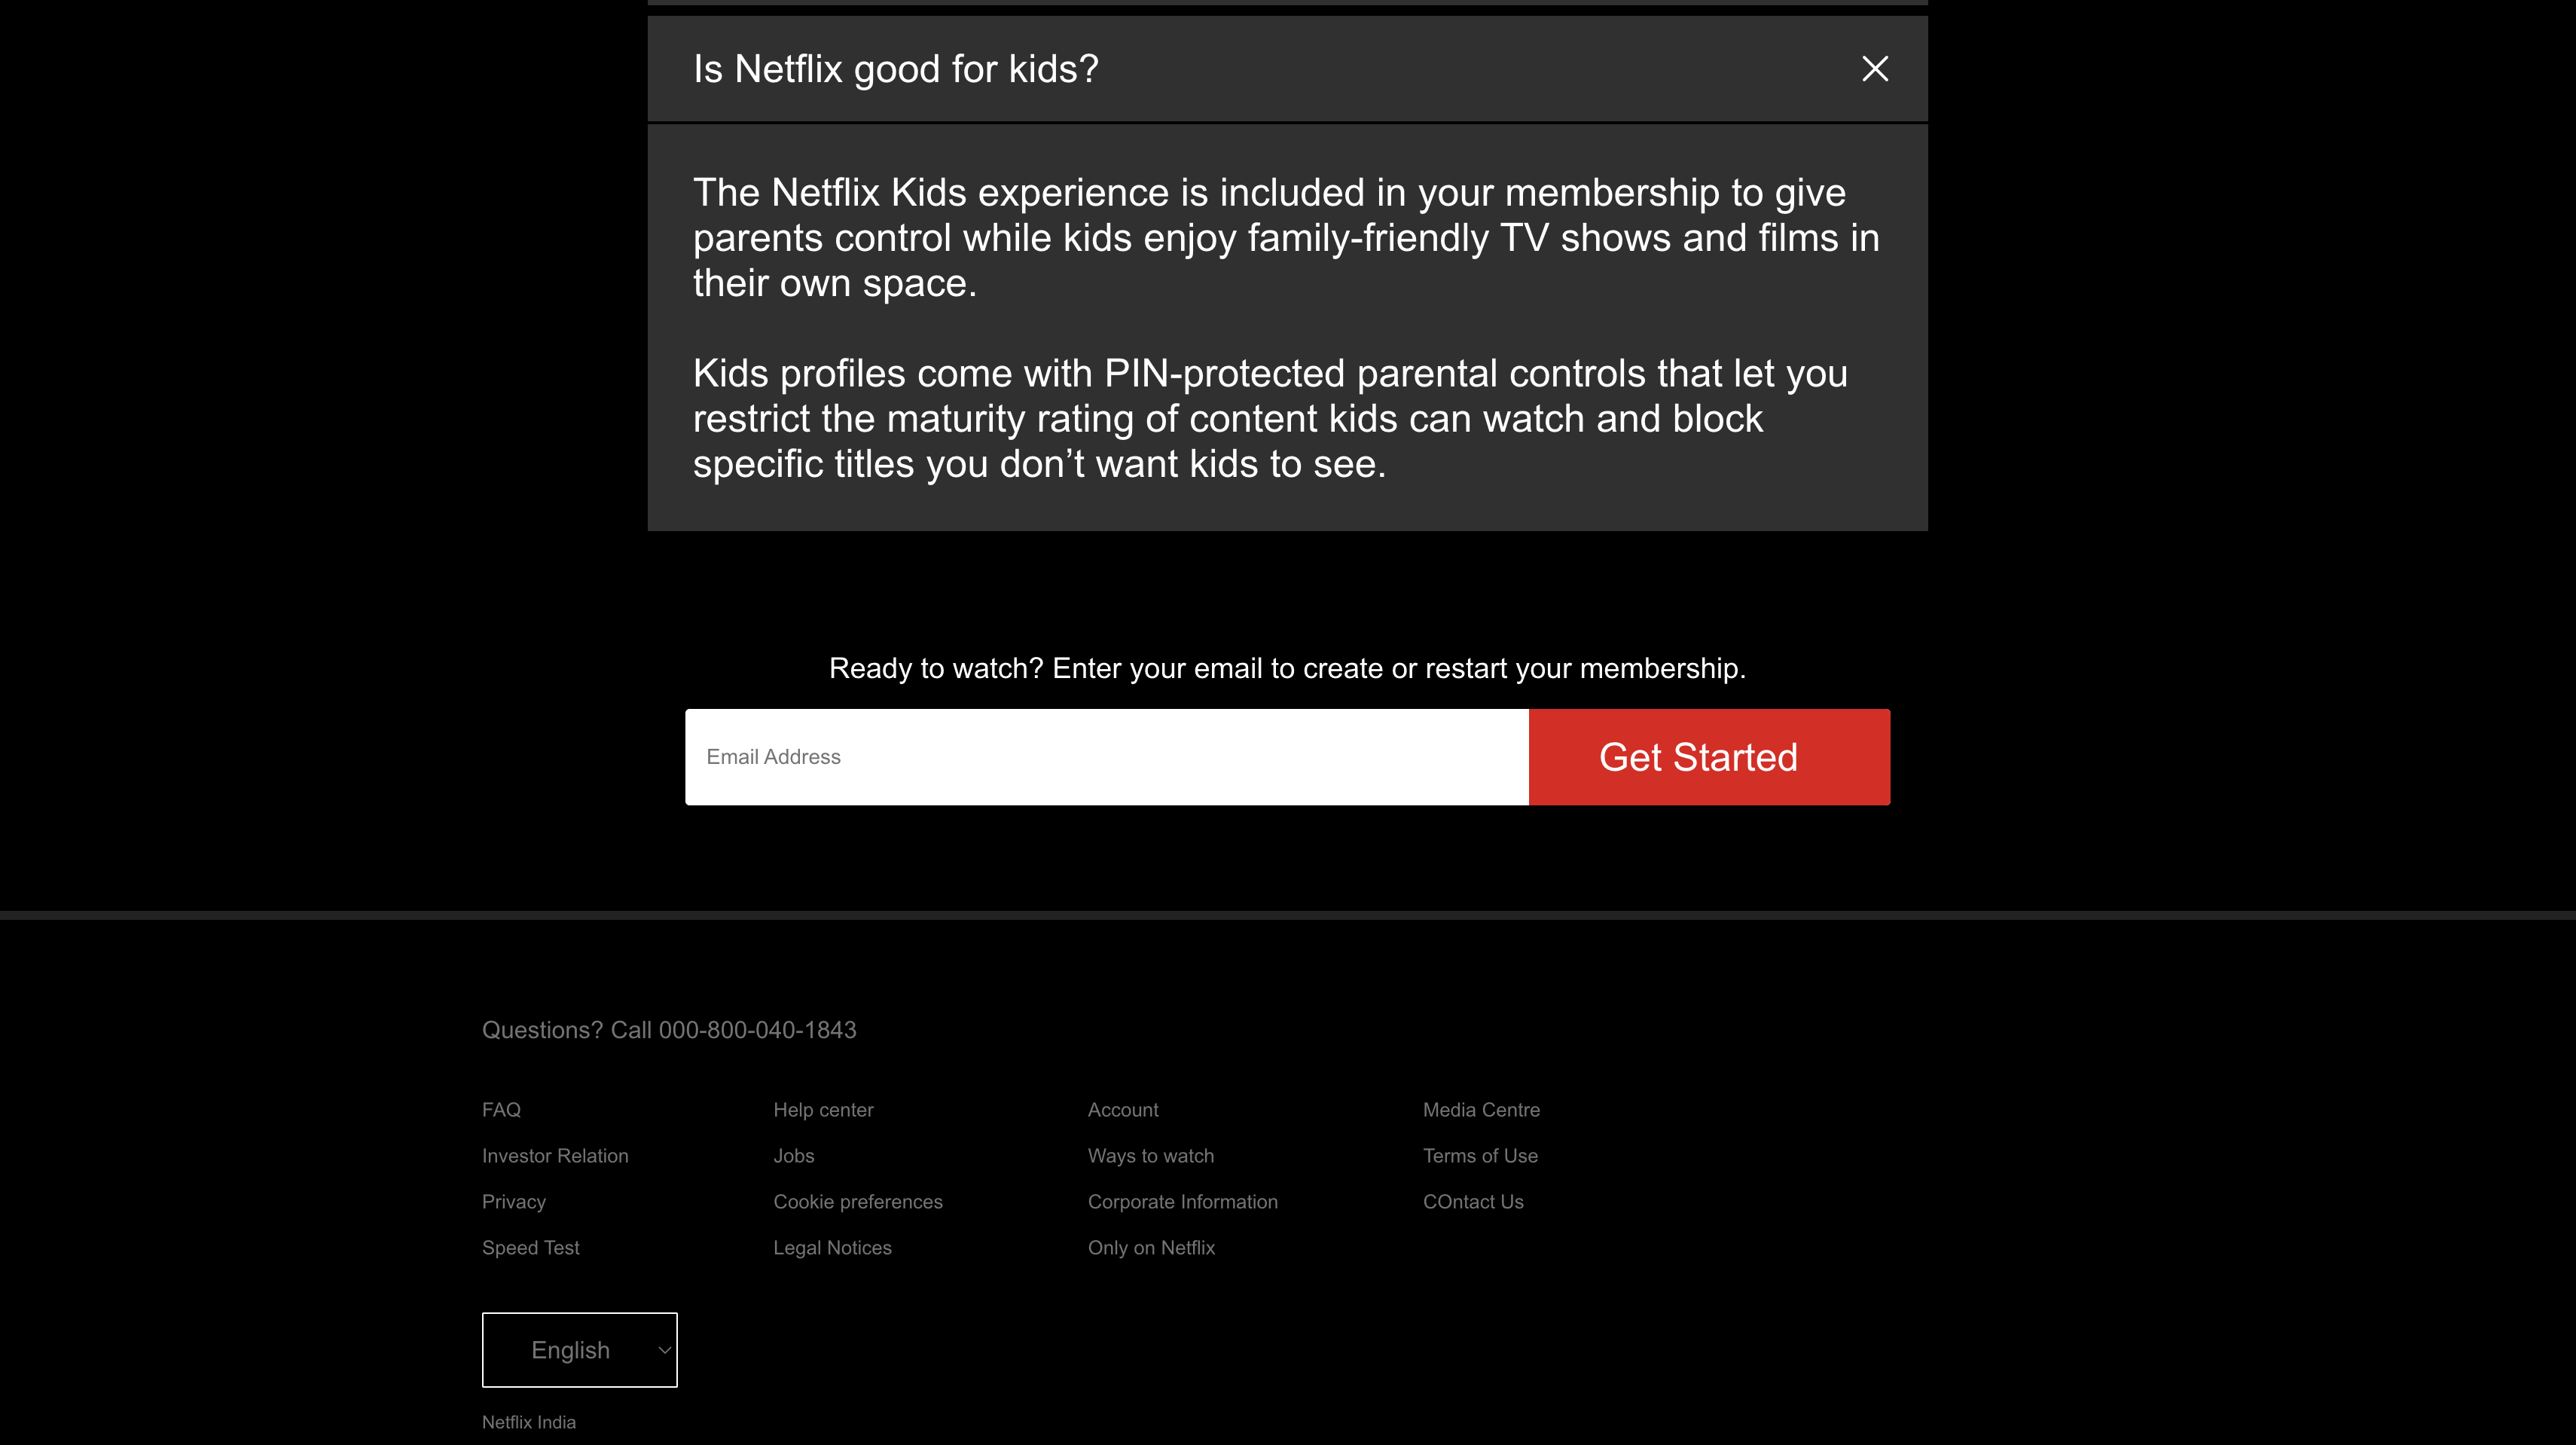 Is Netflix good for kids?
The Netflix Kids experience is included in your membership to give
parents control while kids enjoy family-friendly TV shows and films in
their own space.
Kids profiles come with PIN-protected parental controls that let you
restrict the maturity rating of content kids can watch and block
specific titles you don’t want kids to see.
Ready to watch? Enter your email to create or restart your membership.
Email Address
Get Started
Questions? Call 000-800-040-1843
FAQ
Help center
Account
Media Centre
Investor Relation
Jobs
Ways to watch
Terms of Use
Privacy
Cookie preferences
Corporate Information
COntact Us
Speed Test
Legal Notices
Only on Netflix
English
Netflix India